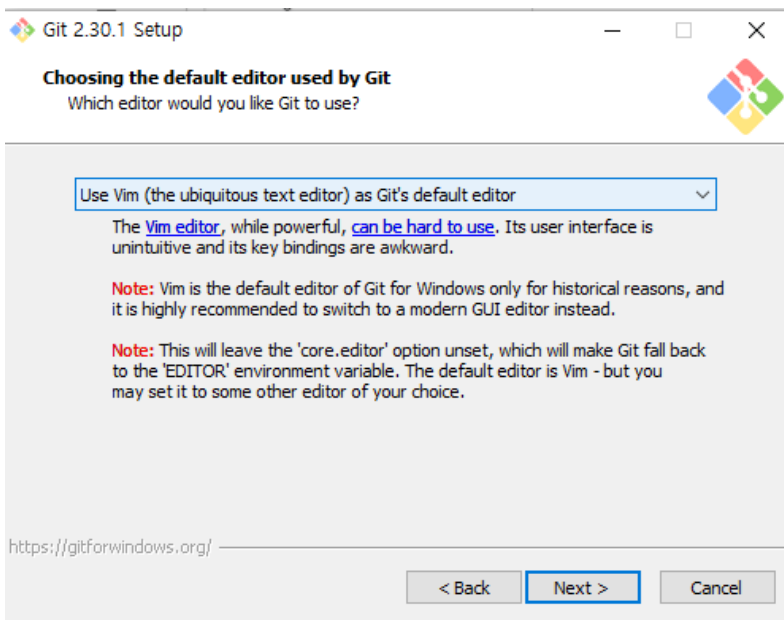 Git 2.30.1 Setup
Choosing the default editor used by Git
Which editor would you like Git to use?
Use Vim (the ubiquitous text editor) as Git's default editor
The Vim editor, while powerful, can be hard to use. Its user interface is
unintuitive and its key bindings are awkward.
Note: Vim is the default editor of Git for Windows only for historical reasons, and
it is highly recommended to switch to a modern GUI editor instead.
Note: This will leave the 'core.editor' option unset, which will make Git fall back
to the 'EDITOR' environment variable. The default editor is Vim - but you
may set it to some other editor of your choice.
https://gitforwindows.org/
< Back
Next >
Cancel